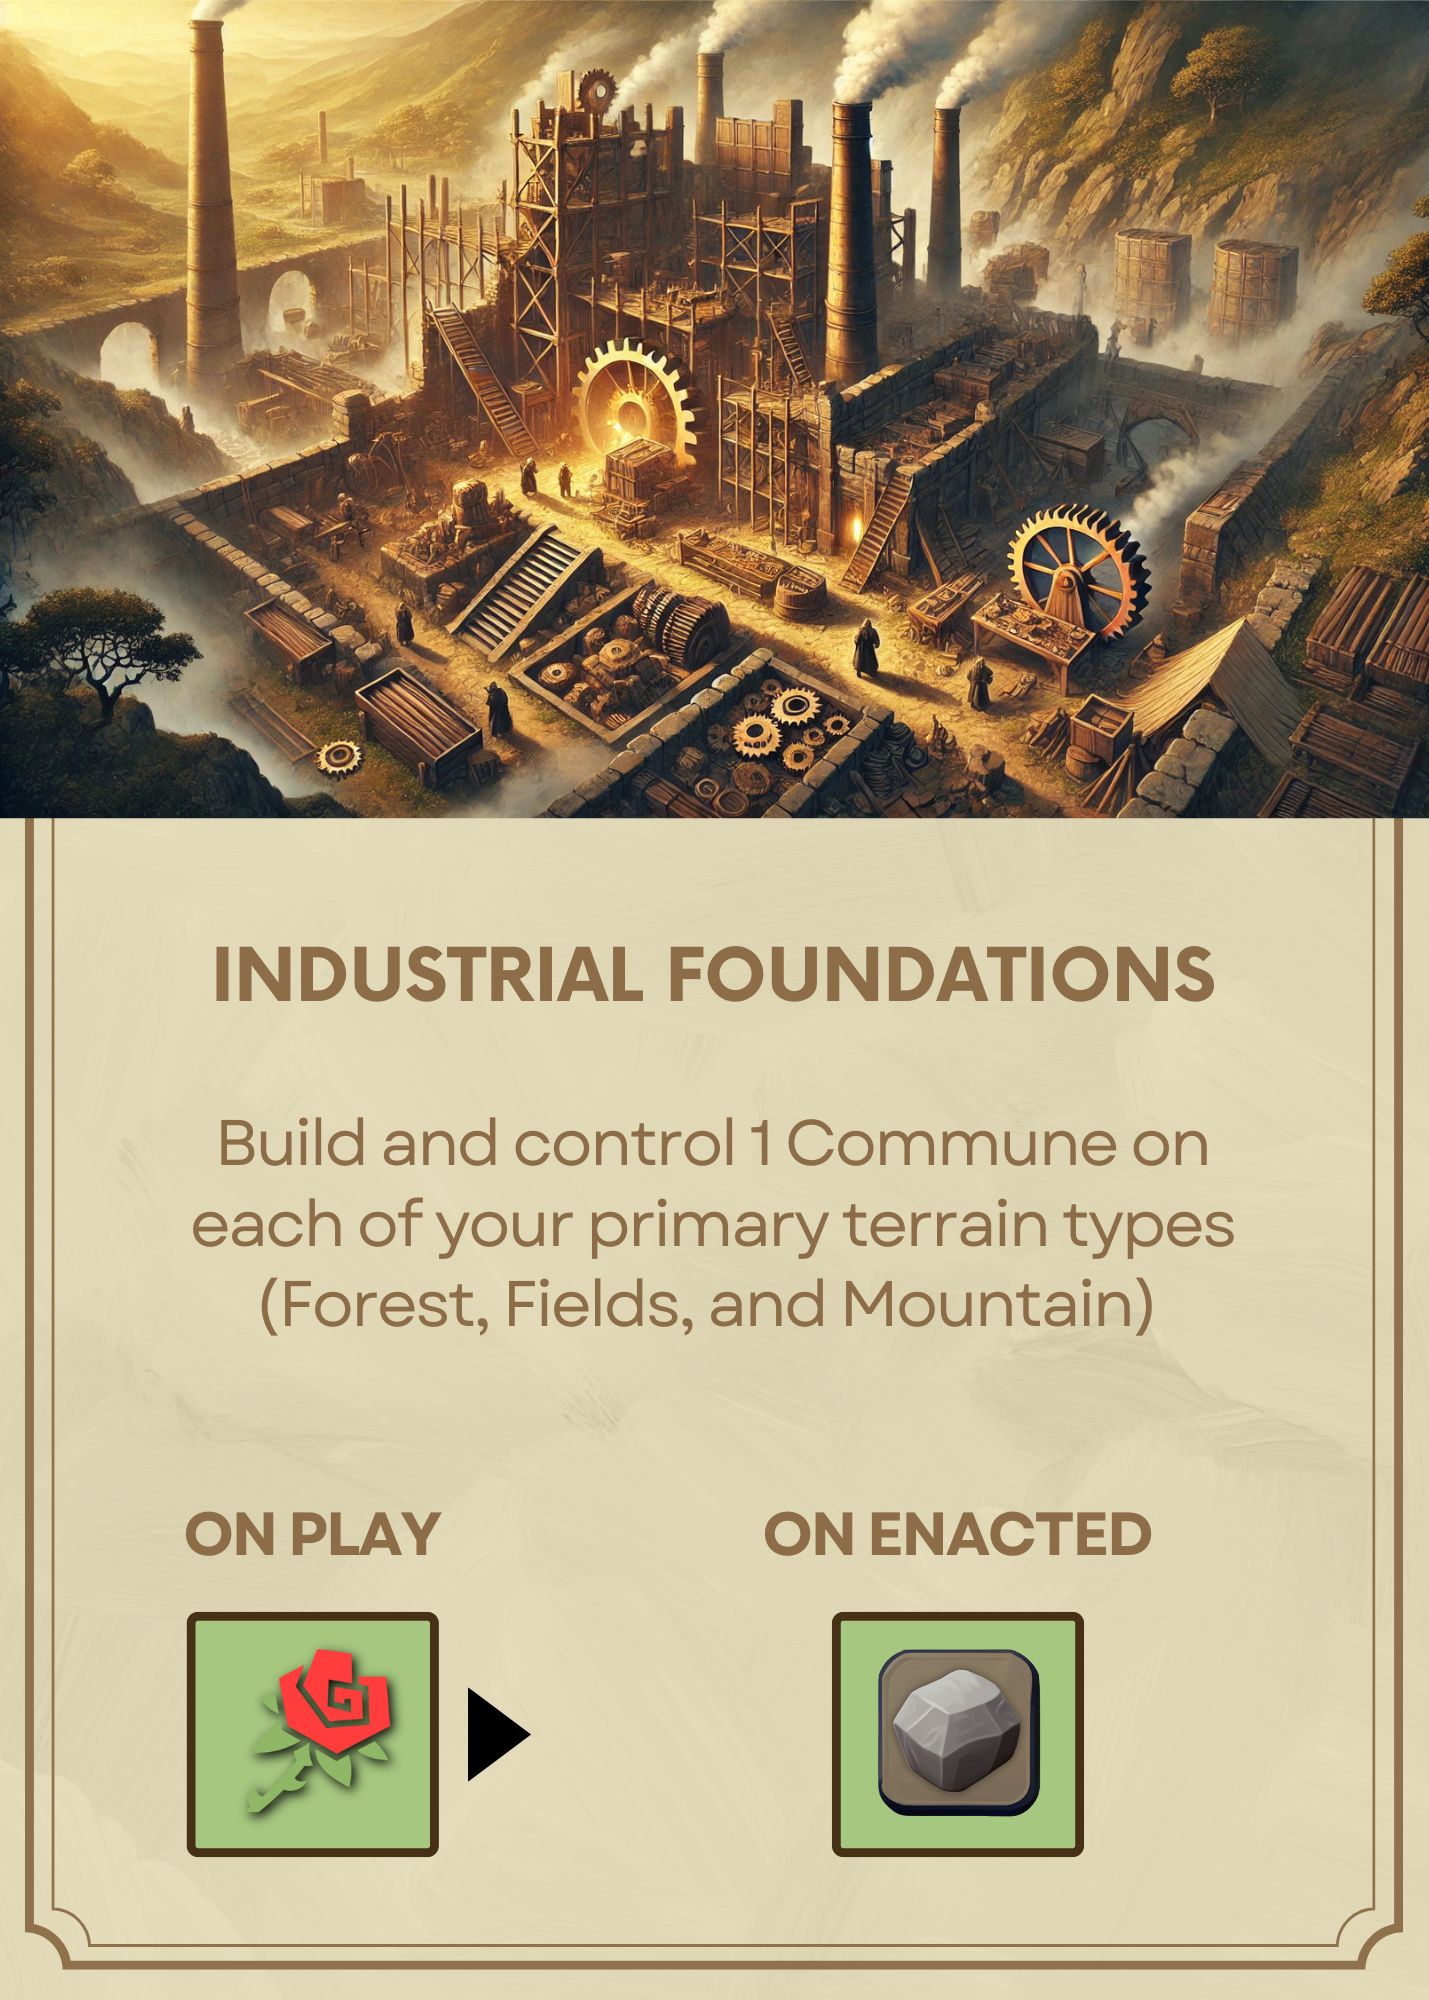 INDUSTRIAL FOUNDATIONS
Build and control 1 Commune on
each of your primary terrain types
(Forest, Fields, and Mountain)
ON PLAY
ON ENACTED